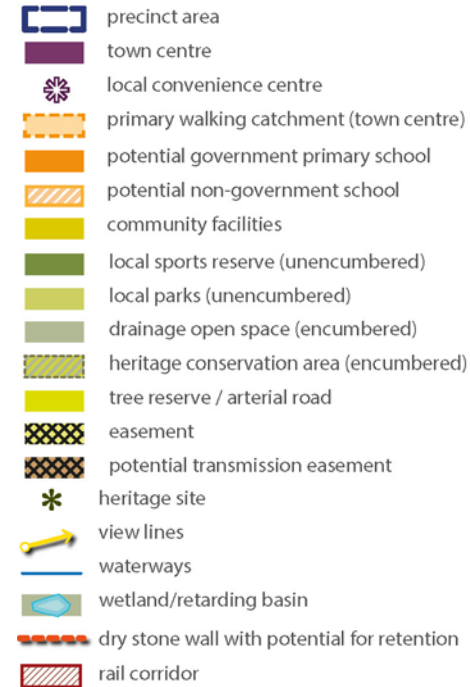 precinct area
town centre
local convenience centre
primary walking catchment (town centre)
potential government primary school
potential non-government school
community facilities
local sports reserve (unencumbered)
local parks (unencumbered)
drainage open space (encumbered)
heritage conservation area (encumbered)
tree reserve / arterial road
easement
potential transmission easement
heritage site
view lines
waterways
wetland/retarding basin
dry stone wall with potential for retention
rail corridor